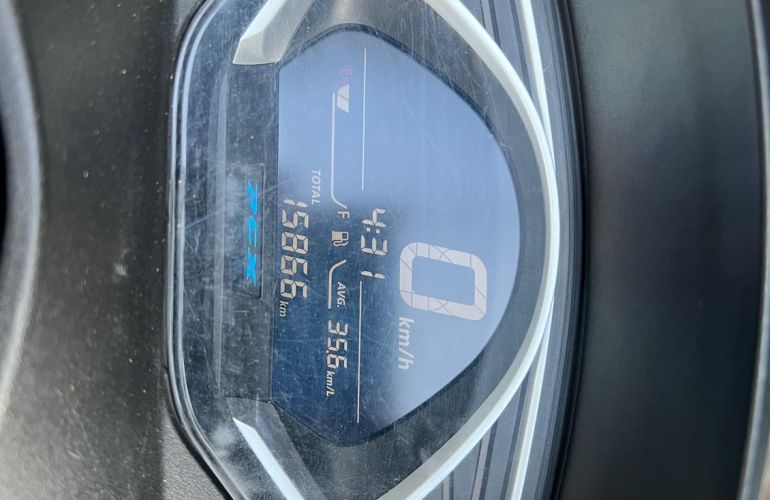 0 km/h
4:31
E F AVG. 35.6 km/L
TOTAL 15866 km
PCX